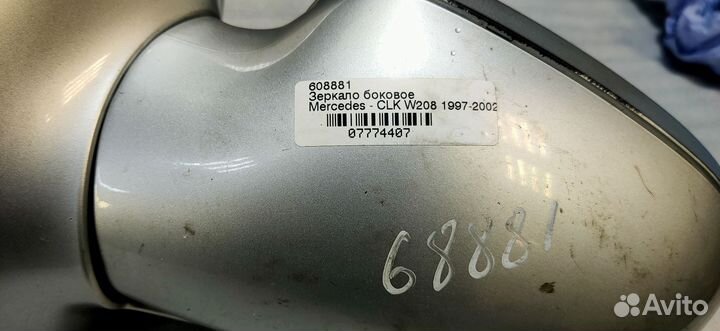 608881
Зеркало боковое
Mercedes - CLK W208 1997-2002
07774407
68881
Avito